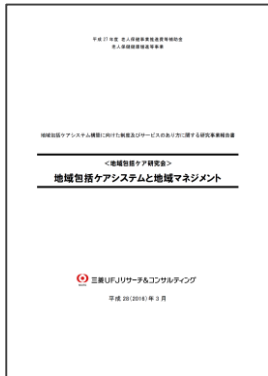 平成 27 年度 老人保健事業推進費等補助金
老人保健健康増進等事業
地域包括ケアシステム構築に向けた制度及びサービスのあり方に関する研究事業報告書
＜地域包括ケア研究会＞
地域包括ケアシステムと地域マネジメント
三菱UFJリサーチ&コンサルティング
平成 28(2016)年 3 月